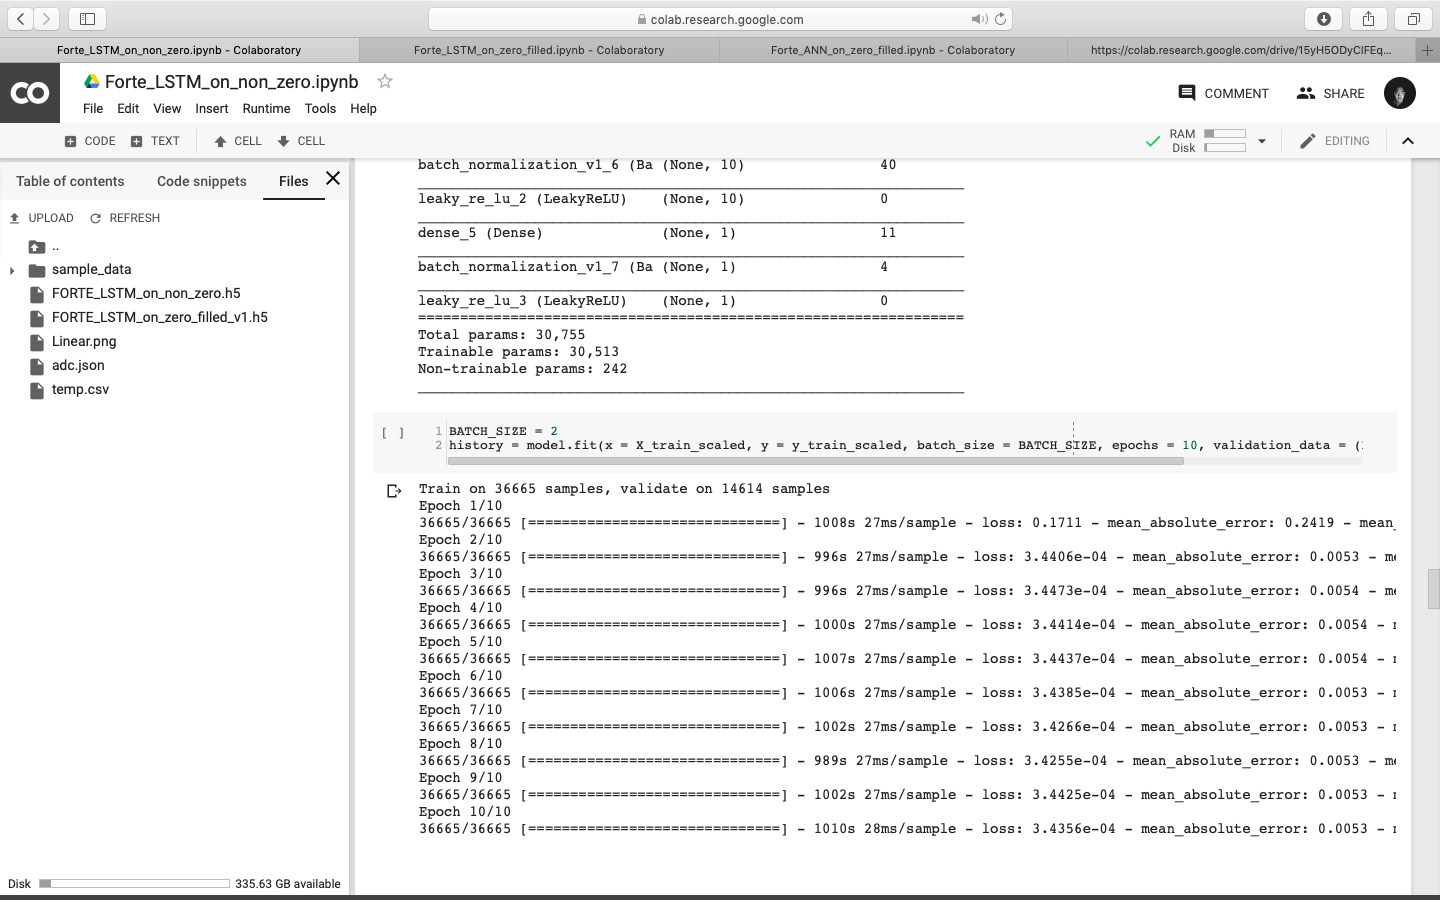 colab.research.google.com
Forte_LSTM_on_non_zero.ipynb - Colaboratory
Forte_LSTM_on_zero_filled.ipynb - Colaboratory
Forte_ANN_on_zero_filled.ipynb - Colaboratory
https://colab.research.google.com/drive/15yH5ODyClFEq...
CO
Forte_LSTM_on_non_zero.ipynb
File Edit View Insert Runtime Tools Help
COMMENT
SHARE
CODE TEXT CELL CELL
RAM
Disk
EDITING
Table of contents Code snippets Files
UPLOAD REFRESH
..
sample_data
FORTE_LSTM_on_non_zero.h5
FORTE_LSTM_on_zero_filled_v1.h5
Linear.png
adc.json
temp.csv
Disk 335.63 GB available
batch_normalization_v1_6 (Ba (None, 10) 40
leaky_re_lu_2 (LeakyReLU) (None, 10) 0
dense_5 (Dense) (None, 1) 11
batch_normalization_v1_7 (Ba (None, 1) 4
leaky_re_lu_3 (LeakyReLU) (None, 1) 0
=================================================================
Total params: 30,755
Trainable params: 30,513
Non-trainable params: 242
[ ] 1 BATCH_SIZE = 2
2 history = model.fit(x = X_train_scaled, y = y_train_scaled, batch_size = BATCH_SIZE, epochs = 10, validation_data = (
Train on 36665 samples, validate on 14614 samples
Epoch 1/10
36665/36665 [==============================] - 1008s 27ms/sample - loss: 0.1711 - mean_absolute_error: 0.2419 - mean_
Epoch 2/10
36665/36665 [==============================] - 996s 27ms/sample - loss: 3.4406e-04 - mean_absolute_error: 0.0053 - me
Epoch 3/10
36665/36665 [==============================] - 996s 27ms/sample - loss: 3.4473e-04 - mean_absolute_error: 0.0054 - me
Epoch 4/10
36665/36665 [==============================] - 1000s 27ms/sample - loss: 3.4414e-04 - mean_absolute_error: 0.0054 -
Epoch 5/10
36665/36665 [==============================] - 1007s 27ms/sample - loss: 3.4437e-04 - mean_absolute_error: 0.0054 -
Epoch 6/10
36665/36665 [==============================] - 1006s 27ms/sample - loss: 3.4385e-04 - mean_absolute_error: 0.0053 -
Epoch 7/10
36665/36665 [==============================] - 1002s 27ms/sample - loss: 3.4266e-04 - mean_absolute_error: 0.0053 -
Epoch 8/10
36665/36665 [==============================] - 989s 27ms/sample - loss: 3.4255e-04 - mean_absolute_error: 0.0053 - me
Epoch 9/10
36665/36665 [==============================] - 1002s 27ms/sample - loss: 3.4425e-04 - mean_absolute_error: 0.0053 -
Epoch 10/10
36665/36665 [==============================] - 1010s 28ms/sample - loss: 3.4356e-04 - mean_absolute_error: 0.0053 -